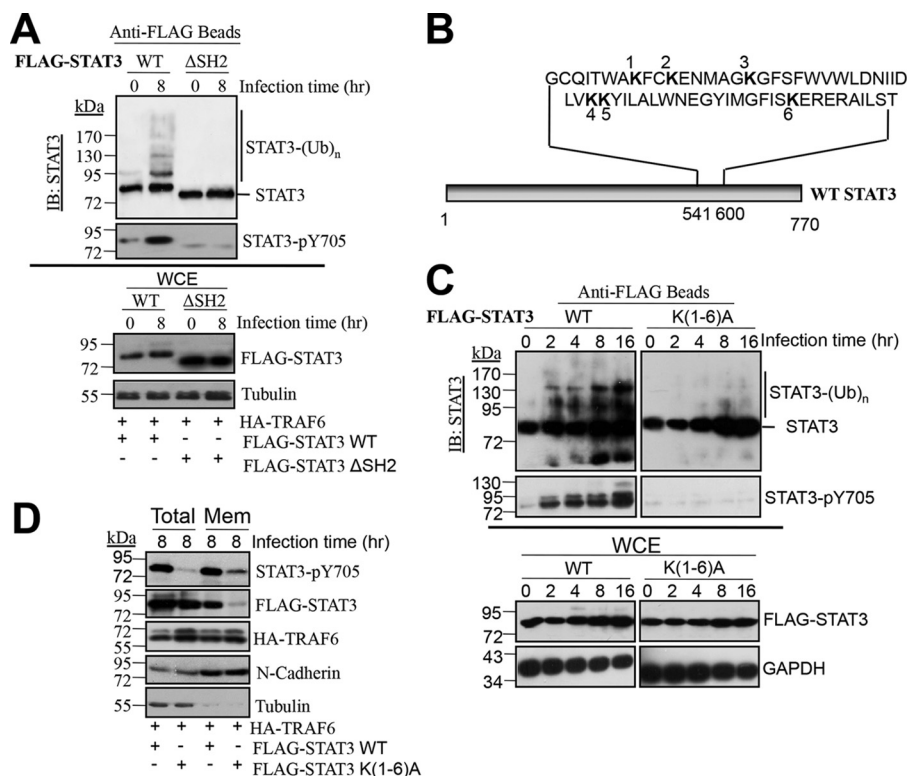 A
Anti-FLAG Beads
FLAG-STAT3 WT ΔSH2
0 8 0 8 Infection time (hr)
kDa
170
130
95
72
IB: STAT3
STAT3-(Ub)n
STAT3
95
72
STAT3-pY705
WCE
WT ΔSH2
0 8 0 8 Infection time (hr)
95
72
FLAG-STAT3
55
Tubulin
+ + + + HA-TRAF6
+ + - - FLAG-STAT3 WT
- - + + FLAG-STAT3 ΔSH2
B
1 2 3
GCQITWAKFCKENMAGKGFSFWVWLDNIID
LVKKYILALWNEGYIMGFISKERERAILST
4 5 6
WT STAT3
1 541 600 770
C
Anti-FLAG Beads
FLAG-STAT3 WT K(1-6)A
0 2 4 8 16 0 2 4 8 16 Infection time (hr)
kDa
170
130
95
72
IB: STAT3
STAT3-(Ub)n
STAT3
130
95
72
STAT3-pY705
WCE
WT K(1-6)A
0 2 4 8 16 0 2 4 8 16
95
72
FLAG-STAT3
43
34
GAPDH
D
Total Mem
kDa 8 8 8 8 Infection time (hr)
95
72
STAT3-pY705
95
72
FLAG-STAT3
72
55
HA-TRAF6
95
72
N-Cadherin
55
Tubulin
+ + + + HA-TRAF6
+ - + - FLAG-STAT3 WT
- + - + FLAG-STAT3 K(1-6)A